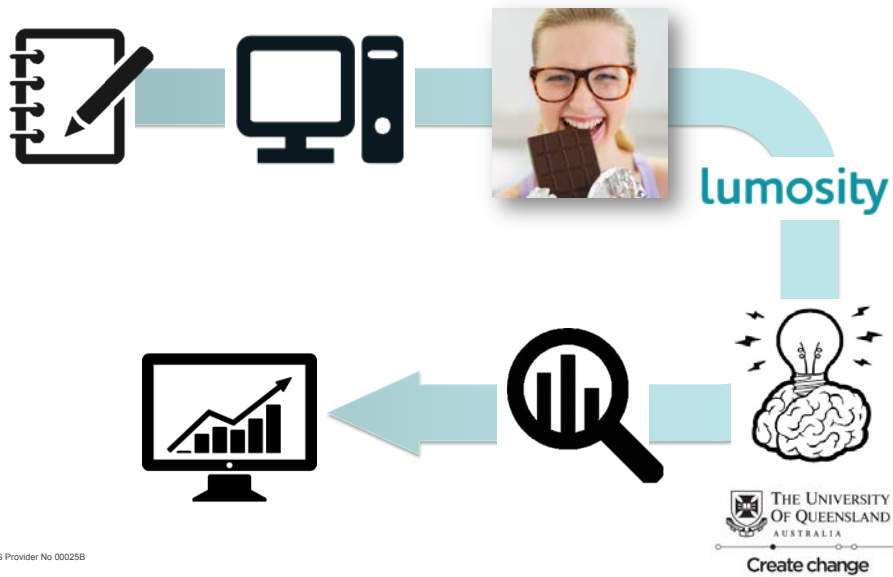 lumosity
THE UNIVERSITY
OF QUEENSLAND
AUSTRALIA
Create change
S Provider No 00025B